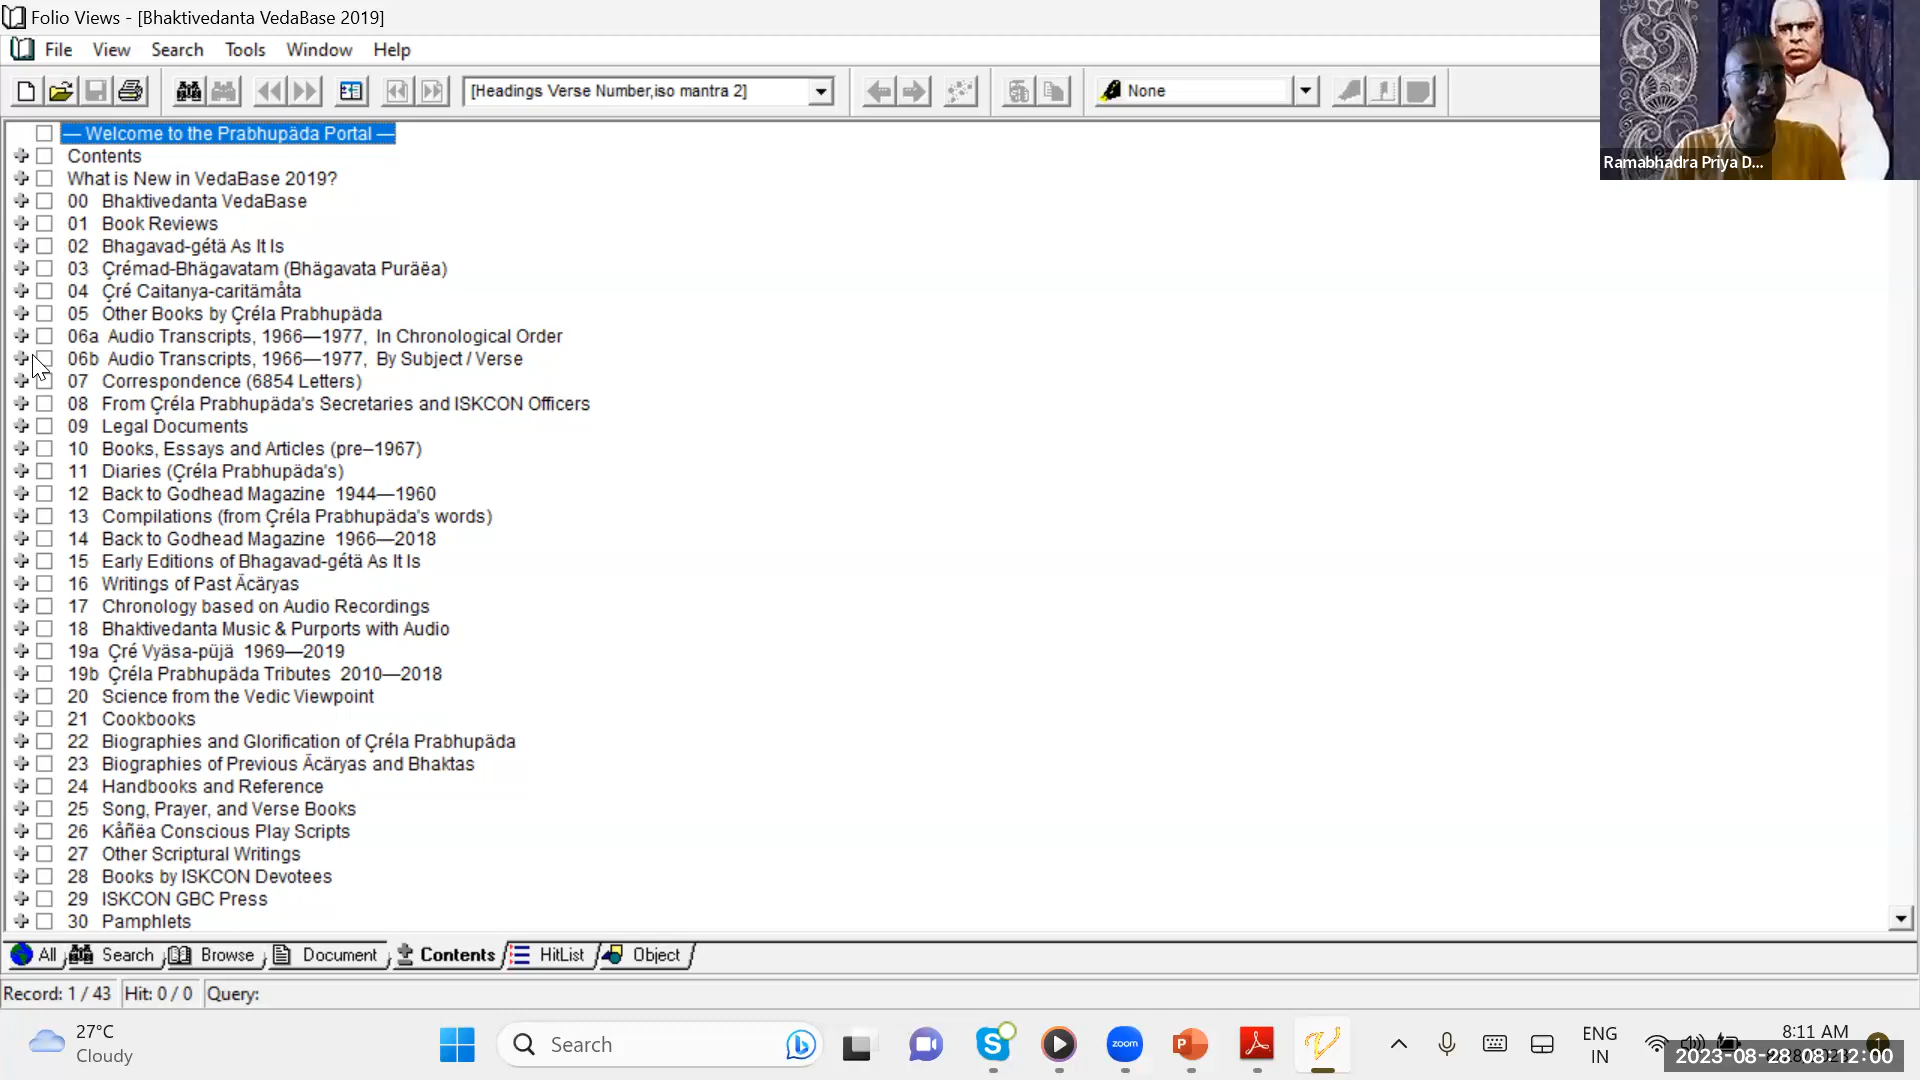 Folio Views - [Bhaktivedanta VedaBase 2019]
File View Search Tools Window Help
[Headings Verse Number,iso mantra 2]
None
Ramabhadra Priya D...
— Welcome to the Prabhupäda Portal —
Contents
What is New in VedaBase 2019?
00 Bhaktivedanta VedaBase
01 Book Reviews
02 Bhagavad-gétä As It Is
03 Çrémad-Bhägavatam (Bhägavata Puräëa)
04 Çré Caitanya-caritämåta
05 Other Books by Çréla Prabhupäda
06a Audio Transcripts, 1966—1977, In Chronological Order
06b Audio Transcripts, 1966—1977, By Subject / Verse
07 Correspondence (6854 Letters)
08 From Çréla Prabhupäda's Secretaries and ISKCON Officers
09 Legal Documents
10 Books, Essays and Articles (pre–1967)
11 Diaries (Çréla Prabhupäda's)
12 Back to Godhead Magazine 1944—1960
13 Compilations (from Çréla Prabhupäda's words)
14 Back to Godhead Magazine 1966—2018
15 Early Editions of Bhagavad-gétä As It Is
16 Writings of Past Äcäryas
17 Chronology based on Audio Recordings
18 Bhaktivedanta Music & Purports with Audio
19a Çré Vyäsa-püjä 1969—2019
19b Çréla Prabhupäda Tributes 2010—2018
20 Science from the Vedic Viewpoint
21 Cookbooks
22 Biographies and Glorification of Çréla Prabhupäda
23 Biographies of Previous Äcäryas and Bhaktas
24 Handbooks and Reference
25 Song, Prayer, and Verse Books
26 Kåñëa Conscious Play Scripts
27 Other Scriptural Writings
28 Books by ISKCON Devotees
29 ISKCON GBC Press
30 Pamphlets
All Search Browse Document Contents HitList Object
Record: 1 / 43 Hit: 0 / 0 Query:
27°C
Cloudy
Search
zoom
ENG
IN
8:11 AM
2023-08-28 08:12:00